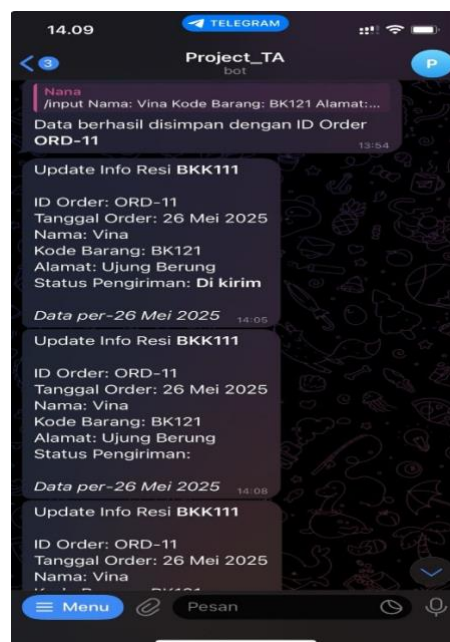 14.09
TELEGRAM
3
Project_TA
bot
P
Nana
/input Nama: Vina Kode Barang: BK121 Alamat:...
Data berhasil disimpan dengan ID Order
ORD-11
13:54
Update Info Resi BKK111
ID Order: ORD-11
Tanggal Order: 26 Mei 2025
Nama: Vina
Kode Barang: BK121
Alamat: Ujung Berung
Status Pengiriman: Di kirim
Data per-26 Mei 2025 14:05
Update Info Resi BKK111
ID Order: ORD-11
Tanggal Order: 26 Mei 2025
Nama: Vina
Kode Barang: BK121
Alamat: Ujung Berung
Status Pengiriman:
Data per-26 Mei 2025 14:08
Update Info Resi BKK111
ID Order: ORD-11
Tanggal Order: 26 Mei 2025
Nama: Vina
Menu
Pesan